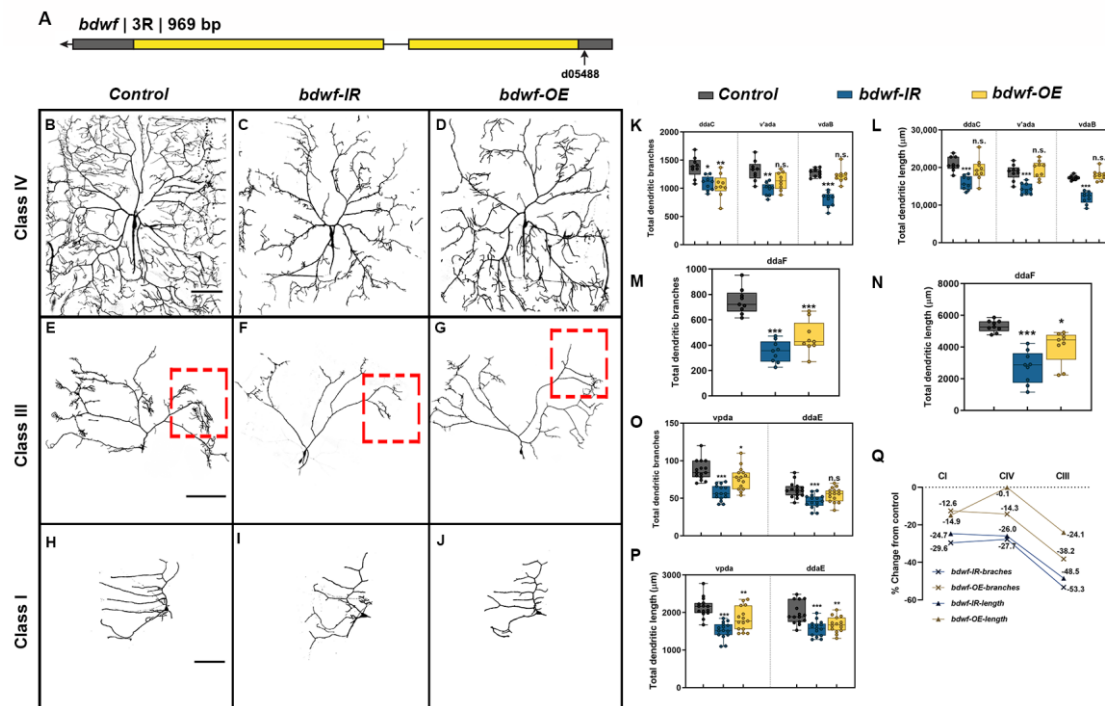 A
bdwf | 3R | 969 bp
d05488
Control
bdwf-IR
bdwf-OE
Class IV
B
C
D
Class III
E
F
G
Class I
H
I
J
Control
bdwf-IR
bdwf-OE
K
ddaC
v'ada
vdaB
Total dendritic branches
2000
1500
1000
500
0
*
**
**
**
n.s.
***
n.s.
L
ddaC
v'ada
vdaB
Total dendritic length (µm)
30,000
20,000
10,000
0
***
n.s.
***
n.s.
***
n.s.
M
ddaF
Total dendritic branches
1000
800
600
400
200
0
***
***
N
ddaF
Total dendritic length (µm)
8000
6000
4000
2000
0
***
*
O
vpda
ddaE
Total dendritic branches
150
100
50
0
***
*
***
n.s
P
vpda
ddaE
Total dendritic length (µm)
3000
2000
1000
0
***
**
***
**
Q
CI
CIV
CIII
% Change from control
0
-20
-40
-60
-12.6
-14.9
-24.7
-29.6
-0.1
-14.3
-26.0
-27.7
-24.1
-38.2
-48.5
-53.3
bdwf-IR-braches
bdwf-OE-branches
bdwf-IR-length
bdwf-OE-length